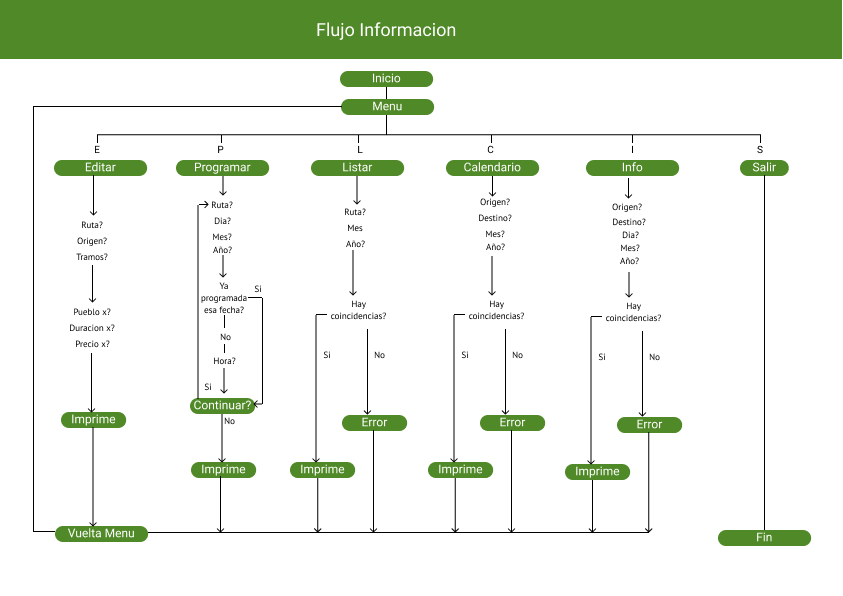 Flujo Informacion
Inicio
Menu
E
P
L
C
I
S
Editar
Programar
Listar
Calendario
Info
Salir
Ruta?
Origen?
Tramos?
Pueblo x?
Duracion x?
Precio x?
Imprime
Vuelta Menu
Ruta?
Dia?
Mes?
Año?
Ya
programada
esa fecha?
Si
No
Hora?
Si
Continuar?
No
Imprime
Ruta?
Mes
Año?
Hay
coincidencias?
Si
No
Error
Imprime
Origen?
Destino?
Mes?
Año?
Hay
coincidencias?
Si
No
Error
Imprime
Origen?
Destino?
Dia?
Mes?
Año?
Hay
coincidencias?
Si
No
Error
Imprime
Fin